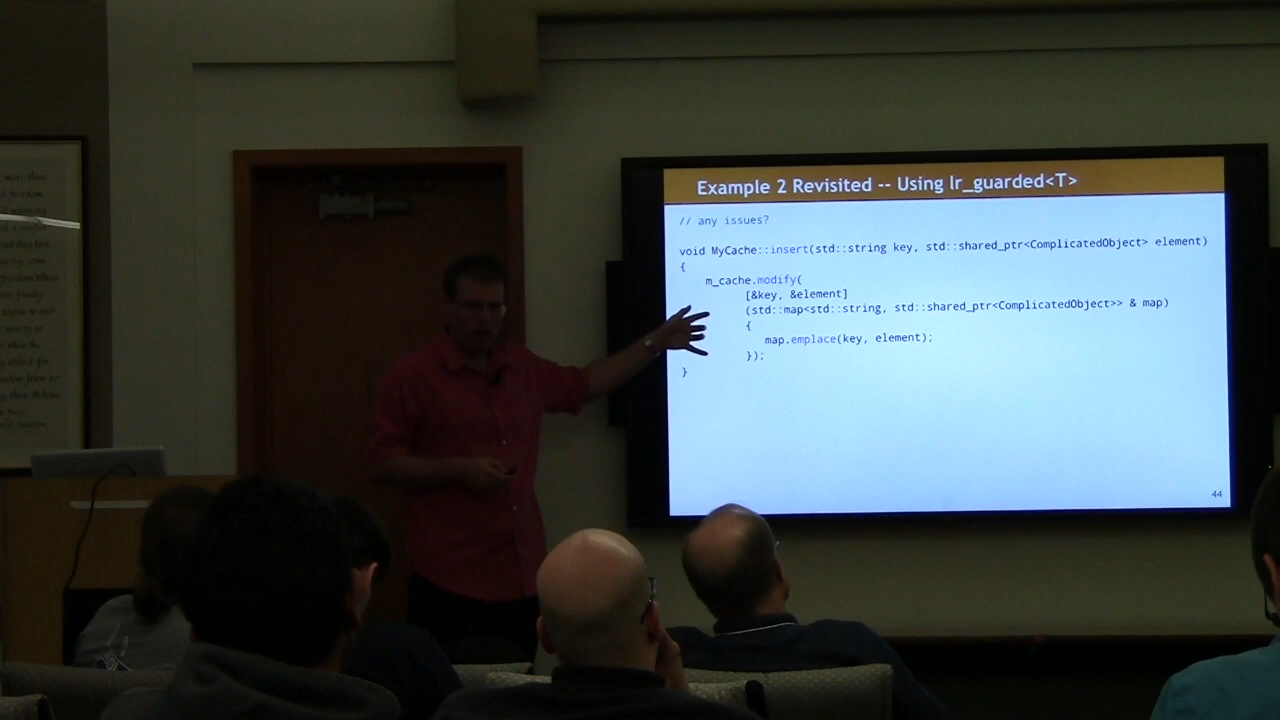 Example 2 Revisited -- Using lr_guarded<T>
// any issues?
void MyCache::insert(std::string key, std::shared_ptr<ComplicatedObject> element)
{
m_cache.modify(
[&key, &element]
(std::map<std::string, std::shared_ptr<ComplicatedObject>> & map)
{
map.emplace(key, element);
});
}
44